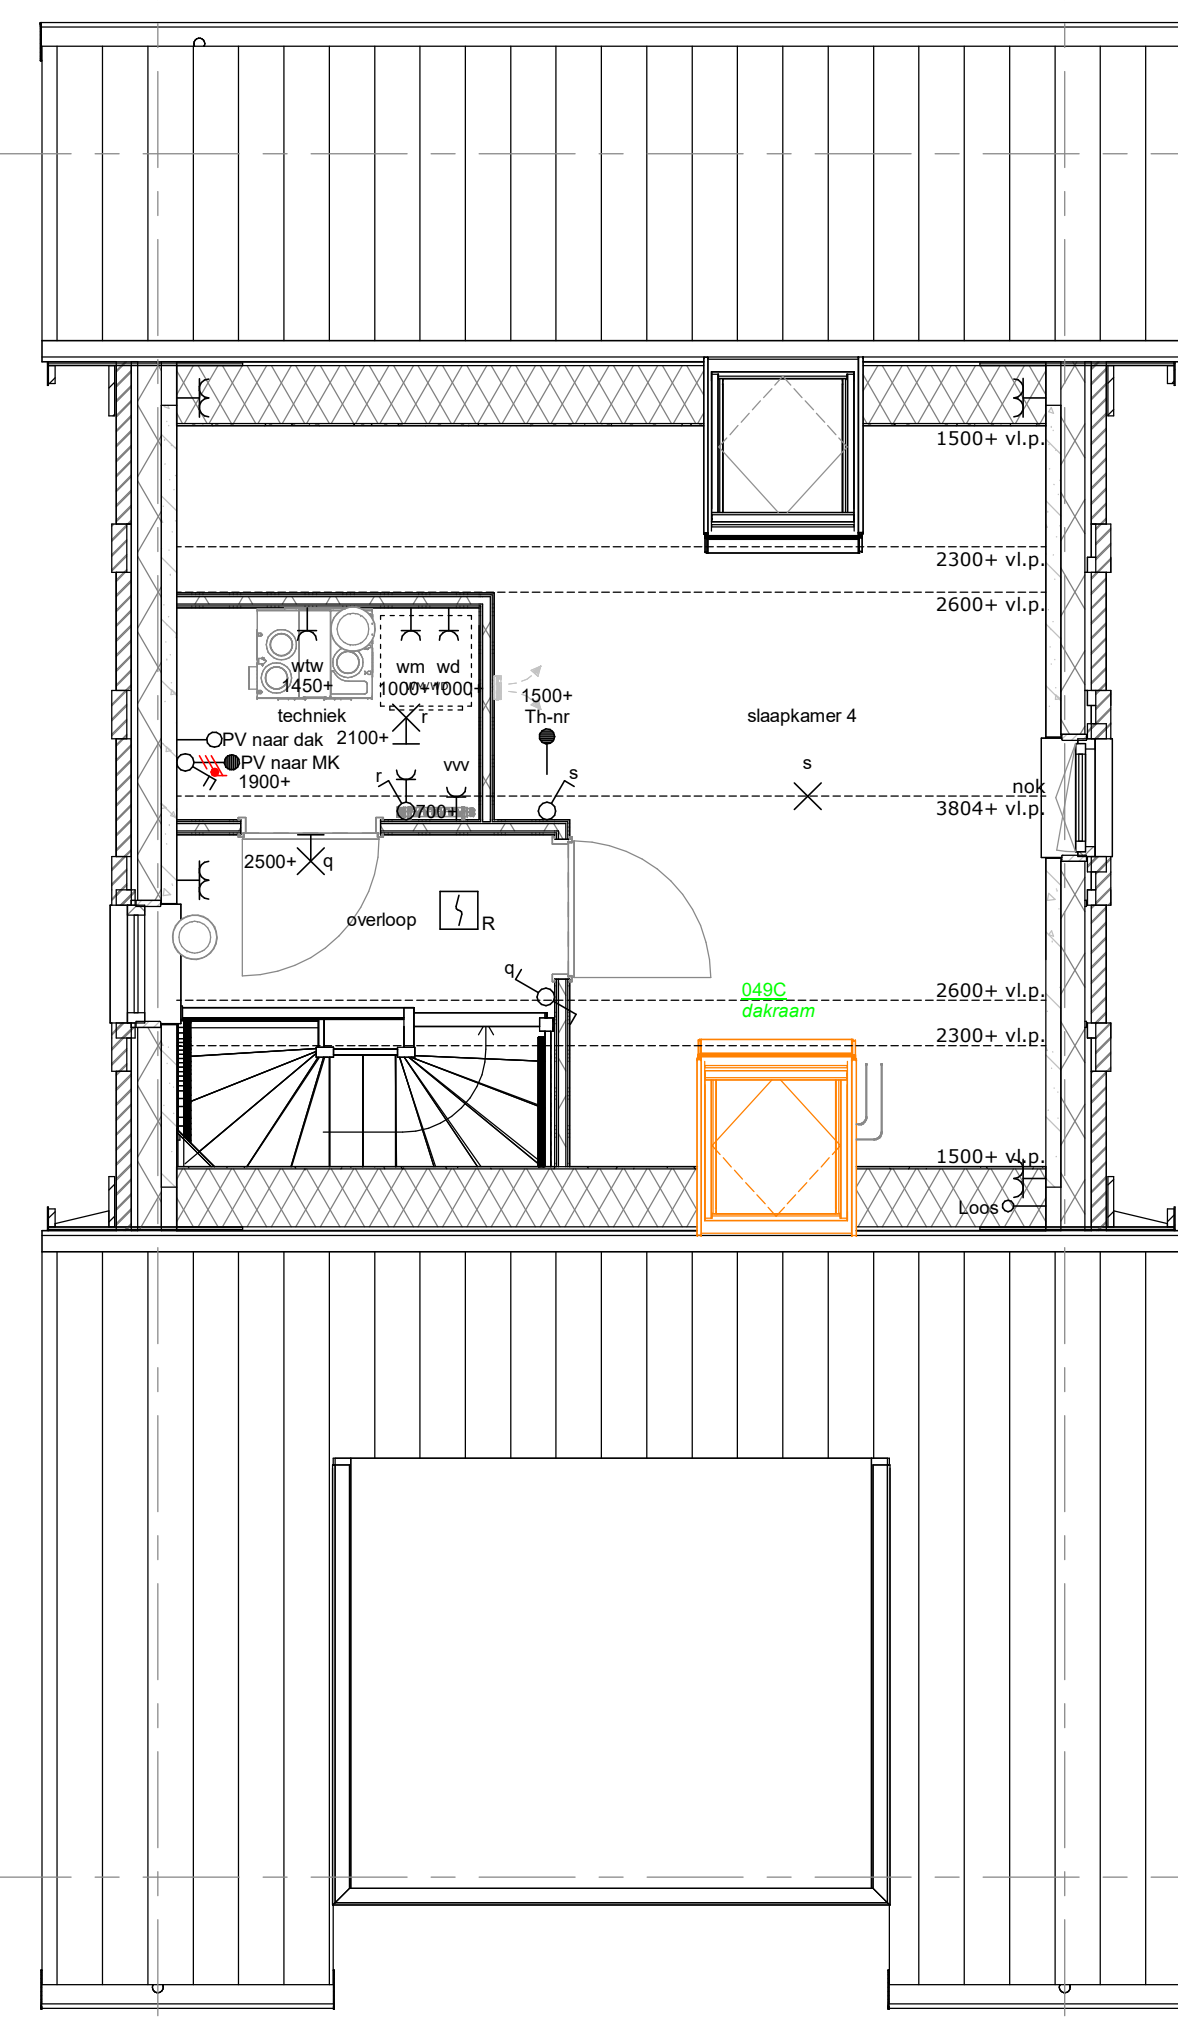 1500+ vl.p.
2300+ vl.p.
2600+ vl.p.
wtw
1450+
wm wd
1000+ 1000+
techniek
r
2100+
1500+
Th-nr
slaapkamer 4
PV naar dak
PV naar MK
1900+
r
vvv
700+
s
s
nok
3804+ vl.p.
2500+
q
overloop
R
q
049C
dakraam
2600+ vl.p.
2300+ vl.p.
1500+ vl.p.
Loos